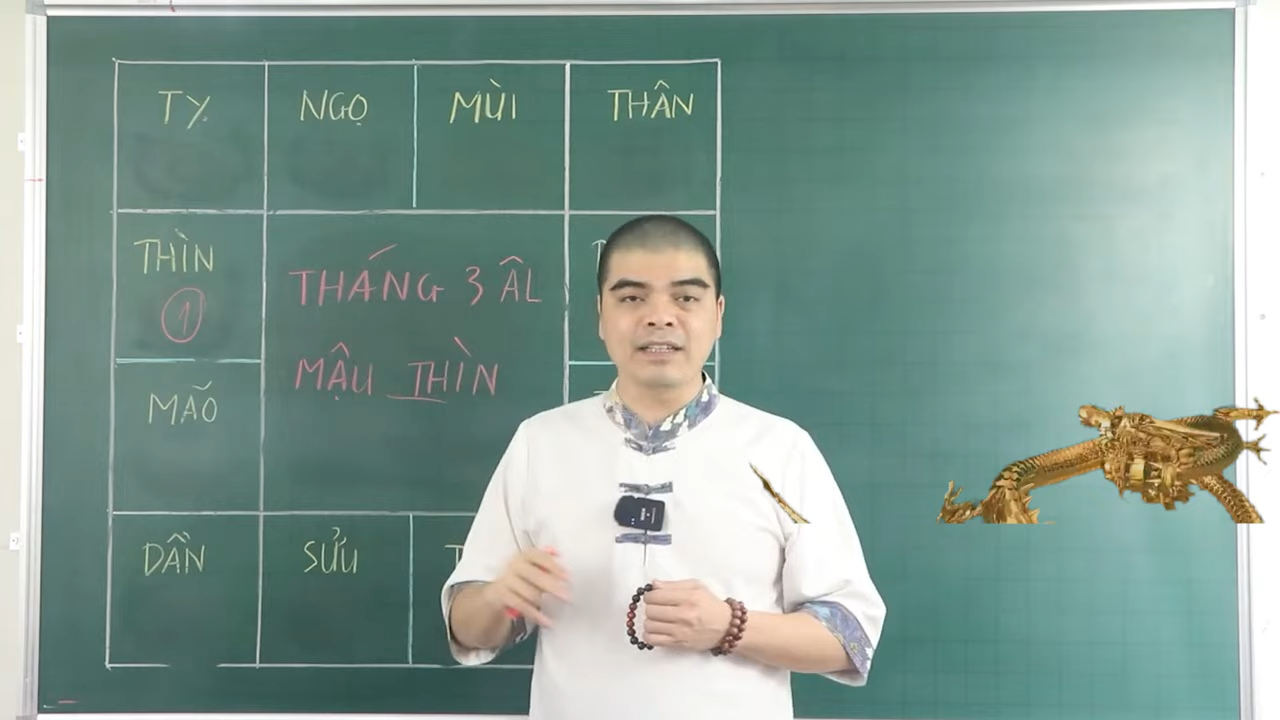 TỴ
NGỌ
MÙI
THÂN
THÌN
1
THÁNG 3 ÂL
MẬU THÌN
MÃO
DẦN
SỬU